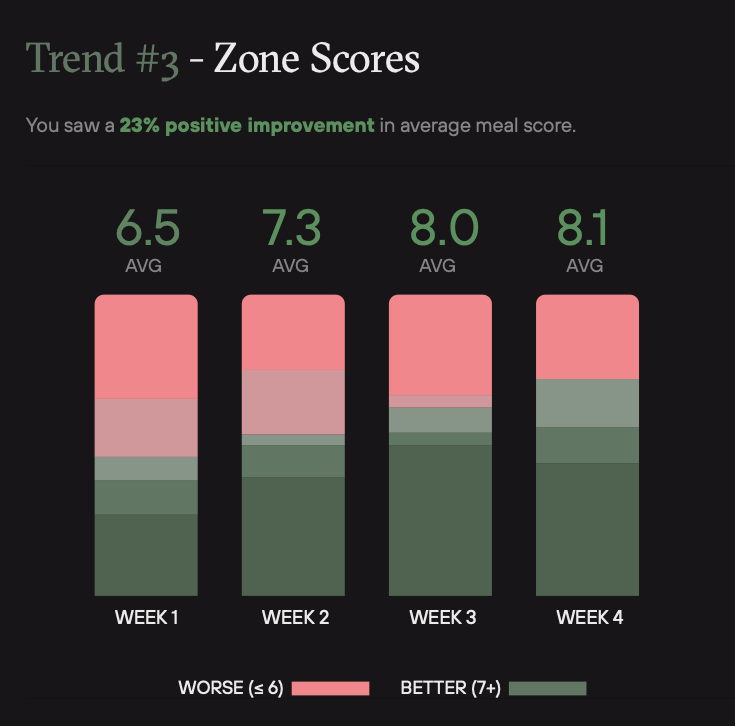 Trend #3 - Zone Scores
You saw a 23% positive improvement in average meal score.
6.5 7.3 8.0 8.1
AVG AVG AVG AVG
WEEK 1 WEEK 2 WEEK 3 WEEK 4
WORSE (≤ 6) BETTER (7+)